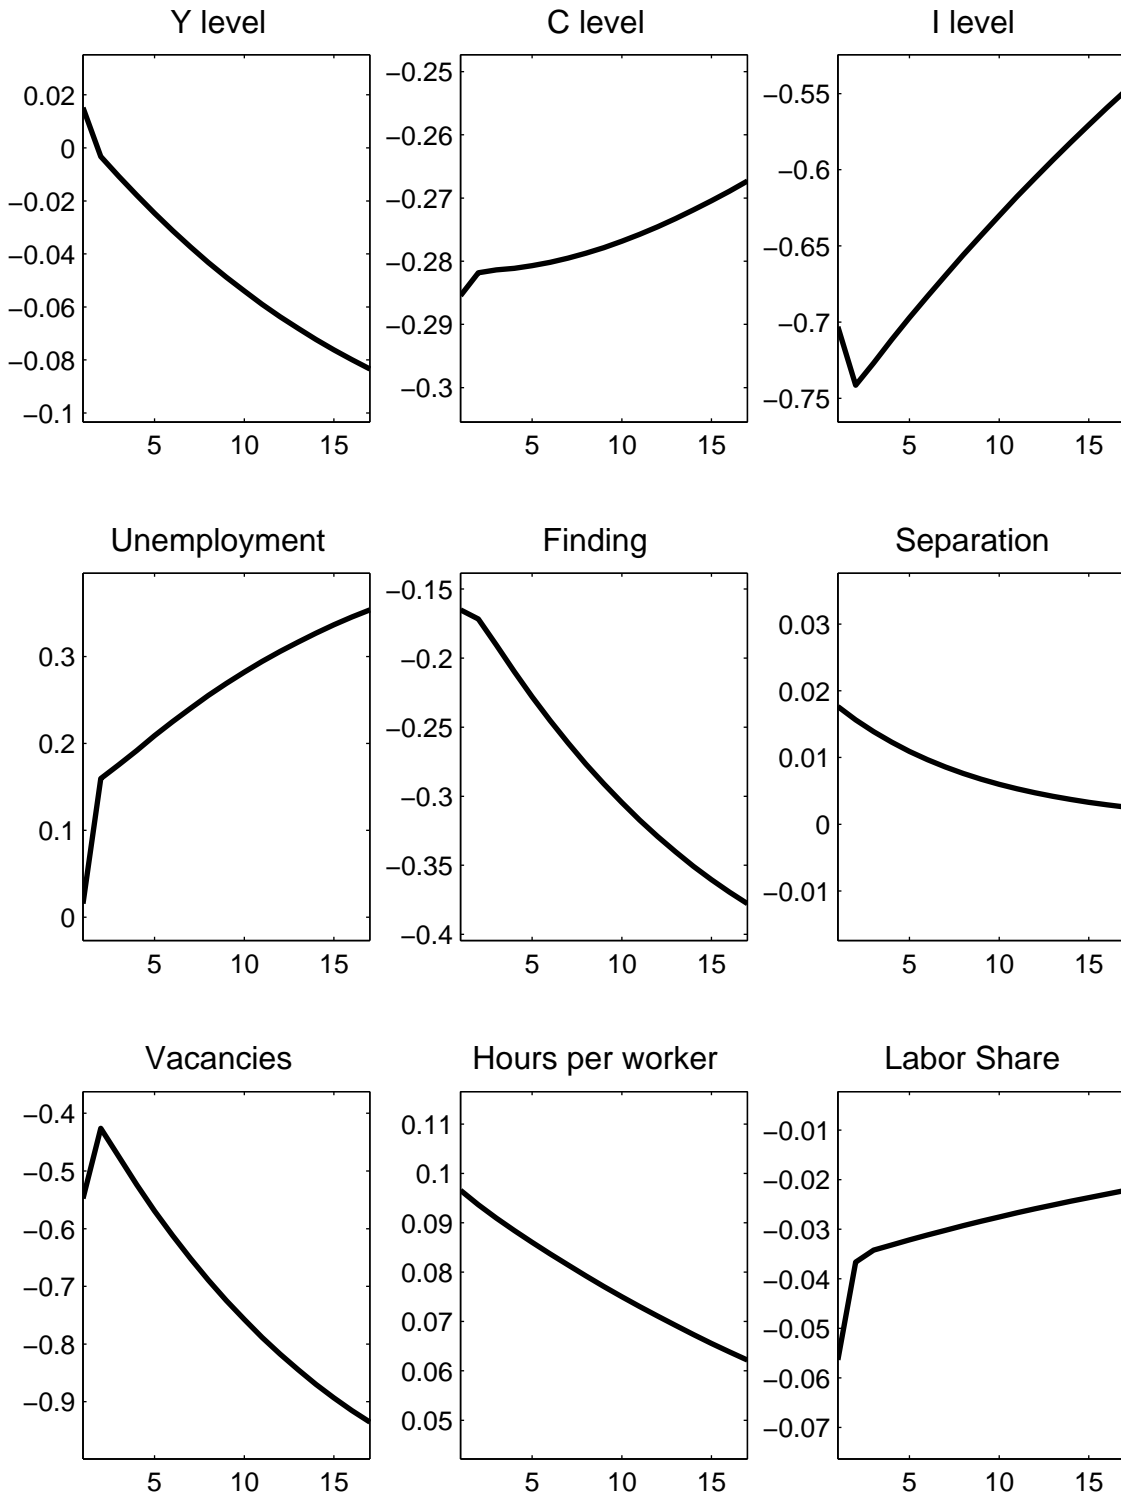 Y level
C level
I level
0.02
0
−0.02
−0.04
−0.06
−0.08
−0.1
5 10 15
−0.25
−0.26
−0.27
−0.28
−0.29
−0.3
5 10 15
−0.55
−0.6
−0.65
−0.7
−0.75
5 10 15
Unemployment
Finding
Separation
0.3
0.2
0.1
0
5 10 15
−0.15
−0.2
−0.25
−0.3
−0.35
−0.4
5 10 15
0.03
0.02
0.01
0
−0.01
5 10 15
Vacancies
Hours per worker
Labor Share
−0.4
−0.5
−0.6
−0.7
−0.8
−0.9
5 10 15
0.11
0.1
0.09
0.08
0.07
0.06
0.05
5 10 15
−0.01
−0.02
−0.03
−0.04
−0.05
−0.06
−0.07
5 10 15